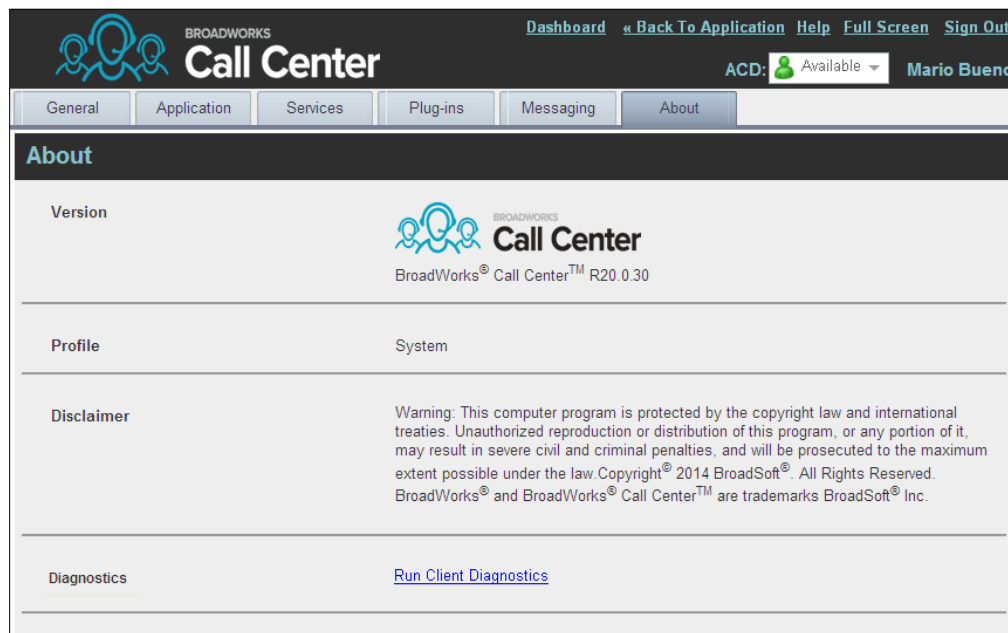 BROADWORKS
Call Center
Dashboard « Back To Application Help Full Screen Sign Out
ACD: Available Mario Bueno
General Application Services Plug-ins Messaging About
About
Version
BROADWORKS
Call Center
BroadWorks® Call Center™ R20.0.30
Profile System
Disclaimer
Warning: This computer program is protected by the copyright law and international
treaties. Unauthorized reproduction or distribution of this program, or any portion of it,
may result in severe civil and criminal penalties, and will be prosecuted to the maximum
extent possible under the law.Copyright® 2014 BroadSoft®. All Rights Reserved.
BroadWorks® and BroadWorks® Call Center™ are trademarks BroadSoft® Inc.
Diagnostics Run Client Diagnostics